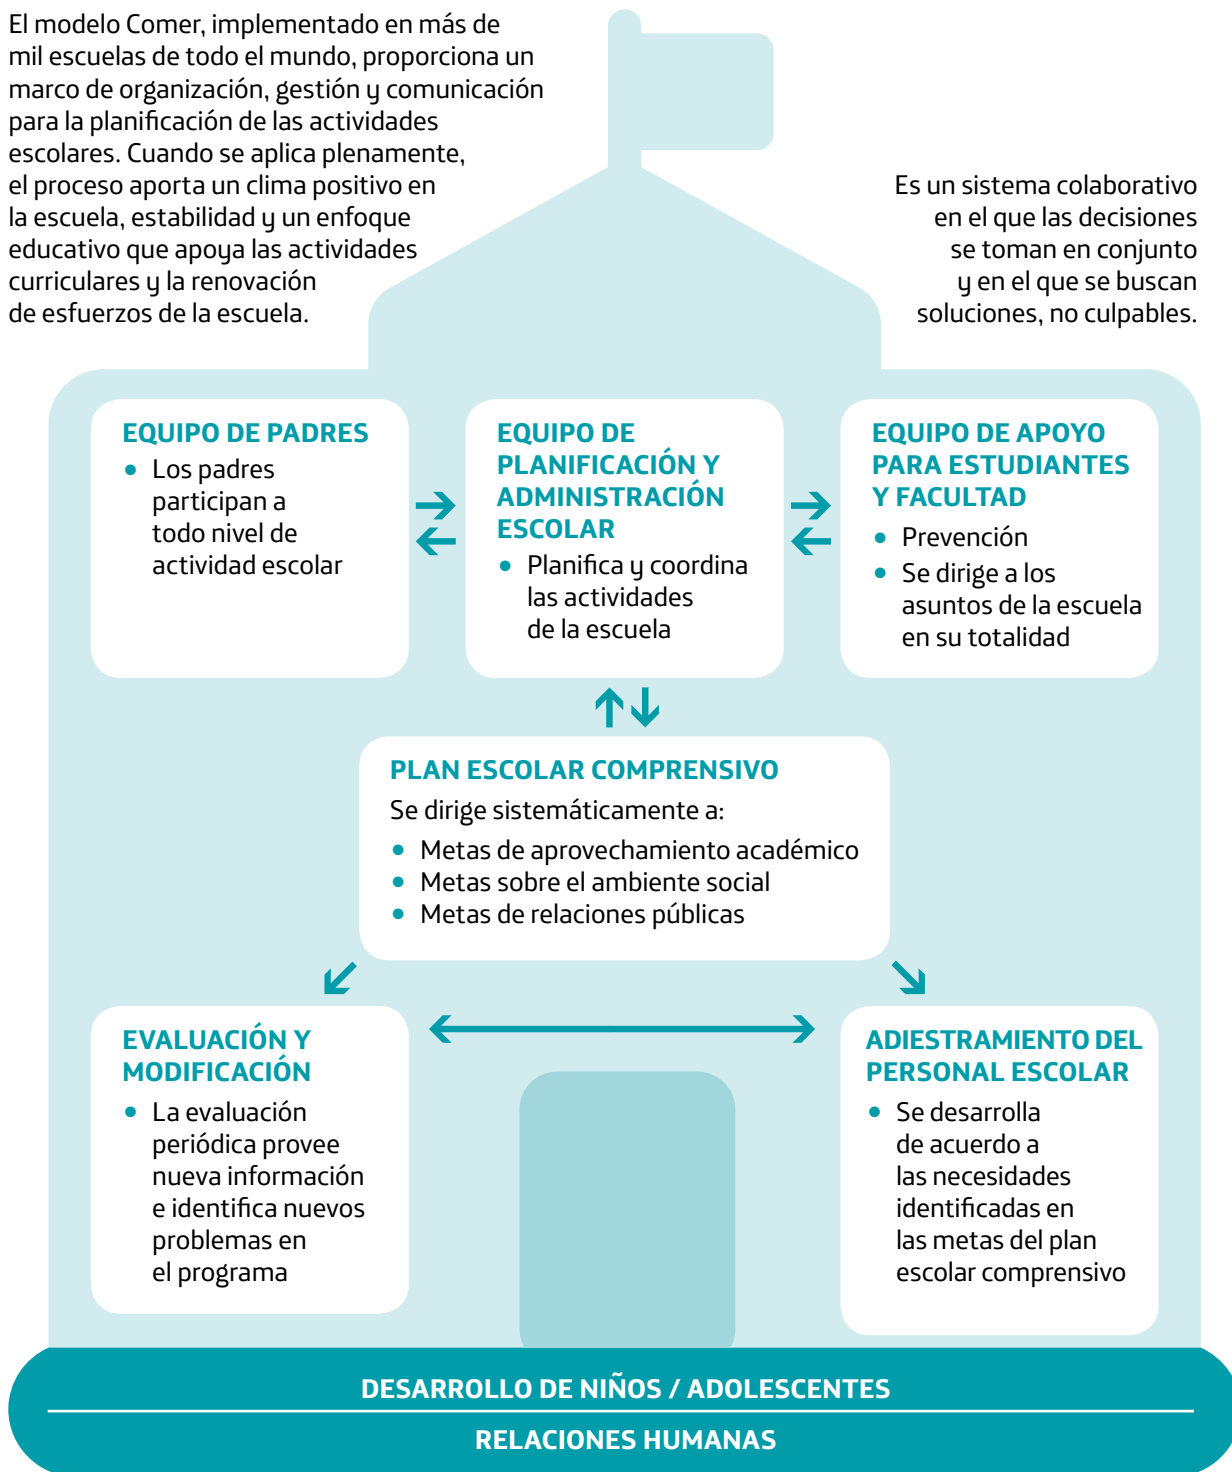 El modelo Comer, implementado en más de
mil escuelas de todo el mundo, proporciona un
marco de organización, gestión y comunicación
para la planificación de las actividades
escolares. Cuando se aplica plenamente,
el proceso aporta un clima positivo en
la escuela, estabilidad y un enfoque
educativo que apoya las actividades
curriculares y la renovación
de esfuerzos de la escuela.
Es un sistema colaborativo
en el que las decisiones
se toman en conjunto
y en el que se buscan
soluciones, no culpables.
EQUIPO DE PADRES
• Los padres
participan a
todo nivel de
actividad escolar
EQUIPO DE
PLANIFICACIÓN Y
ADMINISTRACIÓN
ESCOLAR
• Planifica y coordina
las actividades
de la escuela
EQUIPO DE APOYO
PARA ESTUDIANTES
Y FACULTAD
• Prevención
• Se dirige a los
asuntos de la escuela
en su totalidad
PLAN ESCOLAR COMPRENSIVO
Se dirige sistemáticamente a:
• Metas de aprovechamiento académico
• Metas sobre el ambiente social
• Metas de relaciones públicas
EVALUACIÓN Y
MODIFICACIÓN
• La evaluación
periódica provee
nueva información
e identifica nuevos
problemas en
el programa
ADIESTRAMIENTO DEL
PERSONAL ESCOLAR
• Se desarrolla
de acuerdo a
las necesidades
identificadas en
las metas del plan
escolar comprensivo
DESARROLLO DE NIÑOS / ADOLESCENTES
RELACIONES HUMANAS